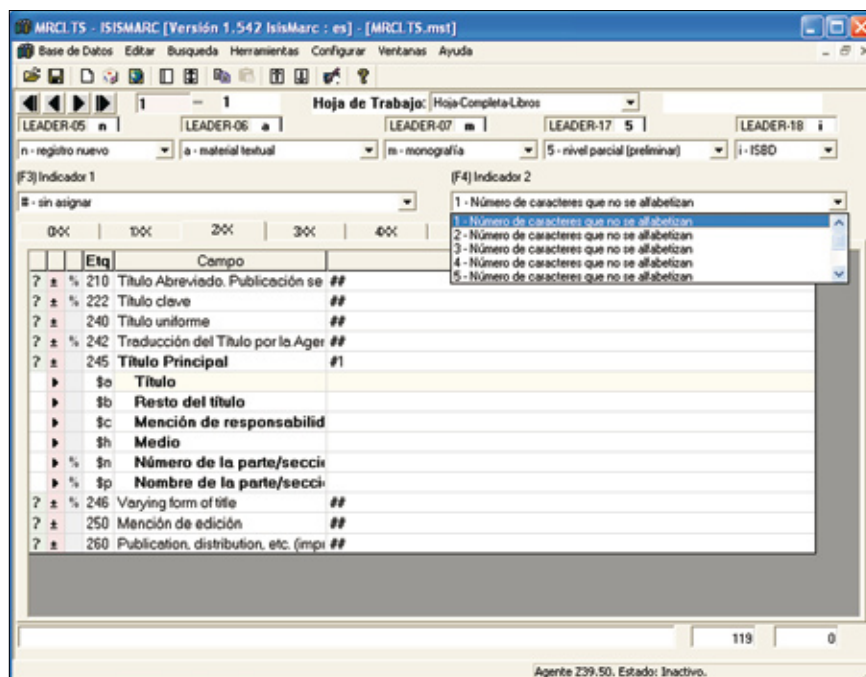 MRCLTS - ISISMARC [Versión 1.542 IsisMarc : es] - [MRCLTS.mst]
Base de Datos Editar Busqueda Herramientas Configurar Ventanas Ayuda
1 - 1 Hoja de Trabajo: Hoja-Completa-Libros
LEADER-05 n LEADER-06 a LEADER-07 m LEADER-17 5 LEADER-18 i
n - registro nuevo a - material textual m - monografía 5 - nivel parcial (preliminar) i - ISBD
(F3) Indicador 1 (F4) Indicador 2
# - sin asignar 1 - Número de caracteres que no se alfabetizan
1 - Número de caracteres que no se alfabetizan
2 - Número de caracteres que no se alfabetizan
3 - Número de caracteres que no se alfabetizan
4 - Número de caracteres que no se alfabetizan
5 - Número de caracteres que no se alfabetizan
0XX 1XX 2XX 3XX 4XX
Etq Campo
? ± % 210 Título Abreviado. Publicación se ##
? ± % 222 Título clave ##
± 240 Título uniforme ##
? ± % 242 Traducción del Título por la Ager ##
? ± 245 Título Principal #1
$a Título
$b Resto del título
$c Mención de responsabilid
$h Medio
% $n Número de la parte/secci
% $p Nombre de la parte/secci
? ± % 246 Varying form of title ##
? ± 250 Mención de edición ##
? ± 260 Publication, distribution, etc. (impr ##
119 0
Agente Z39.50. Estado: Inactivo.